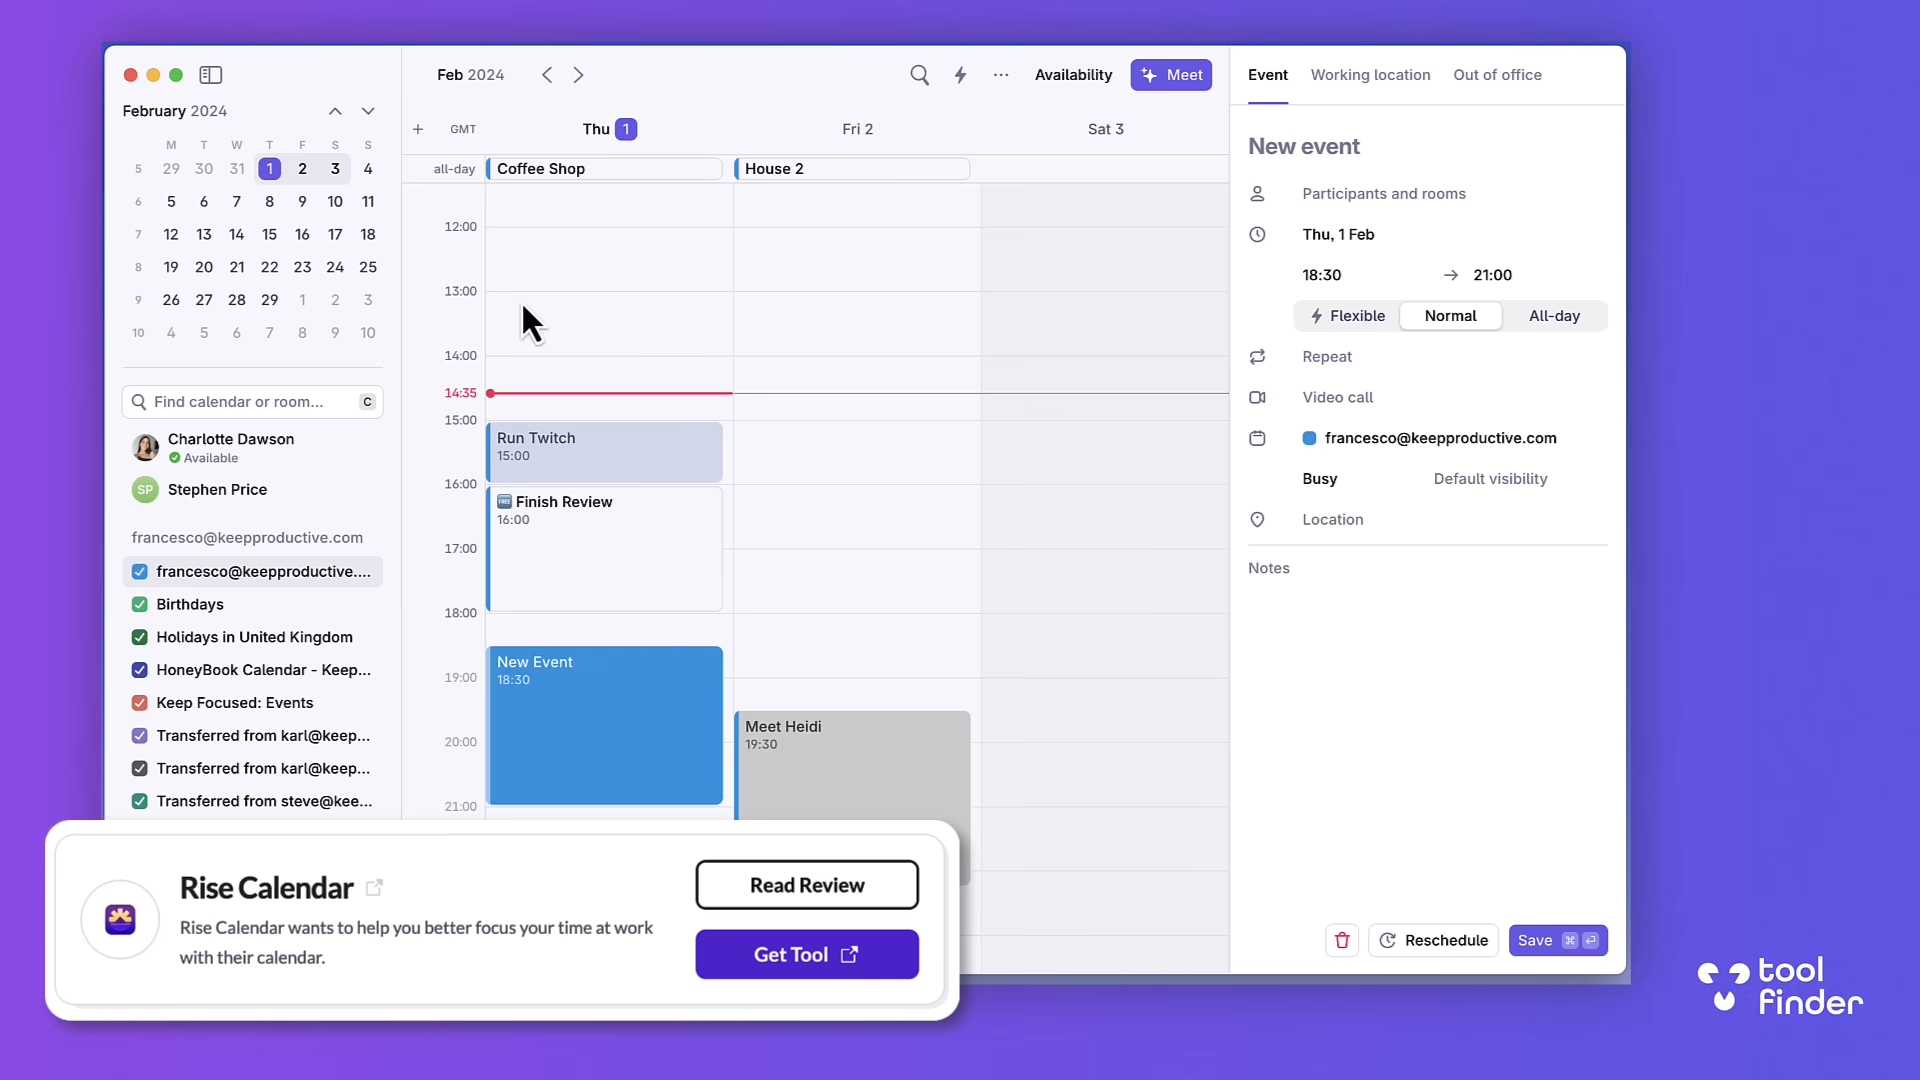 February 2024
M T W T F S S
5 29 30 31 1 2 3 4
6 5 6 7 8 9 10 11
7 12 13 14 15 16 17 18
8 19 20 21 22 23 24 25
9 26 27 28 29 1 2 3
10 4 5 6 7 8 9 10
Find calendar or room... C
Charlotte Dawson
Available
SP Stephen Price
francesco@keepproductive.com
francesco@keepproductive....
Birthdays
Holidays in United Kingdom
HoneyBook Calendar - Keep...
Keep Focused: Events
Transferred from karl@keep...
Transferred from karl@keep...
Transferred from steve@kee...
Feb 2024
Availability
Meet
GMT
Thu 1
Fri 2
Sat 3
all-day
Coffee Shop
House 2
12:00
13:00
14:00
14:35
15:00
16:00
17:00
18:00
19:00
20:00
21:00
Run Twitch
15:00
FREE Finish Review
16:00
New Event
18:30
Meet Heidi
19:30
Event Working location Out of office
New event
Participants and rooms
Thu, 1 Feb
18:30 → 21:00
Flexible Normal All-day
Repeat
Video call
francesco@keepproductive.com
Busy Default visibility
Location
Notes
Reschedule
Save ⌘ ⏎
Rise Calendar
Rise Calendar wants to help you better focus your time at work
with their calendar.
Read Review
Get Tool
tool
finder